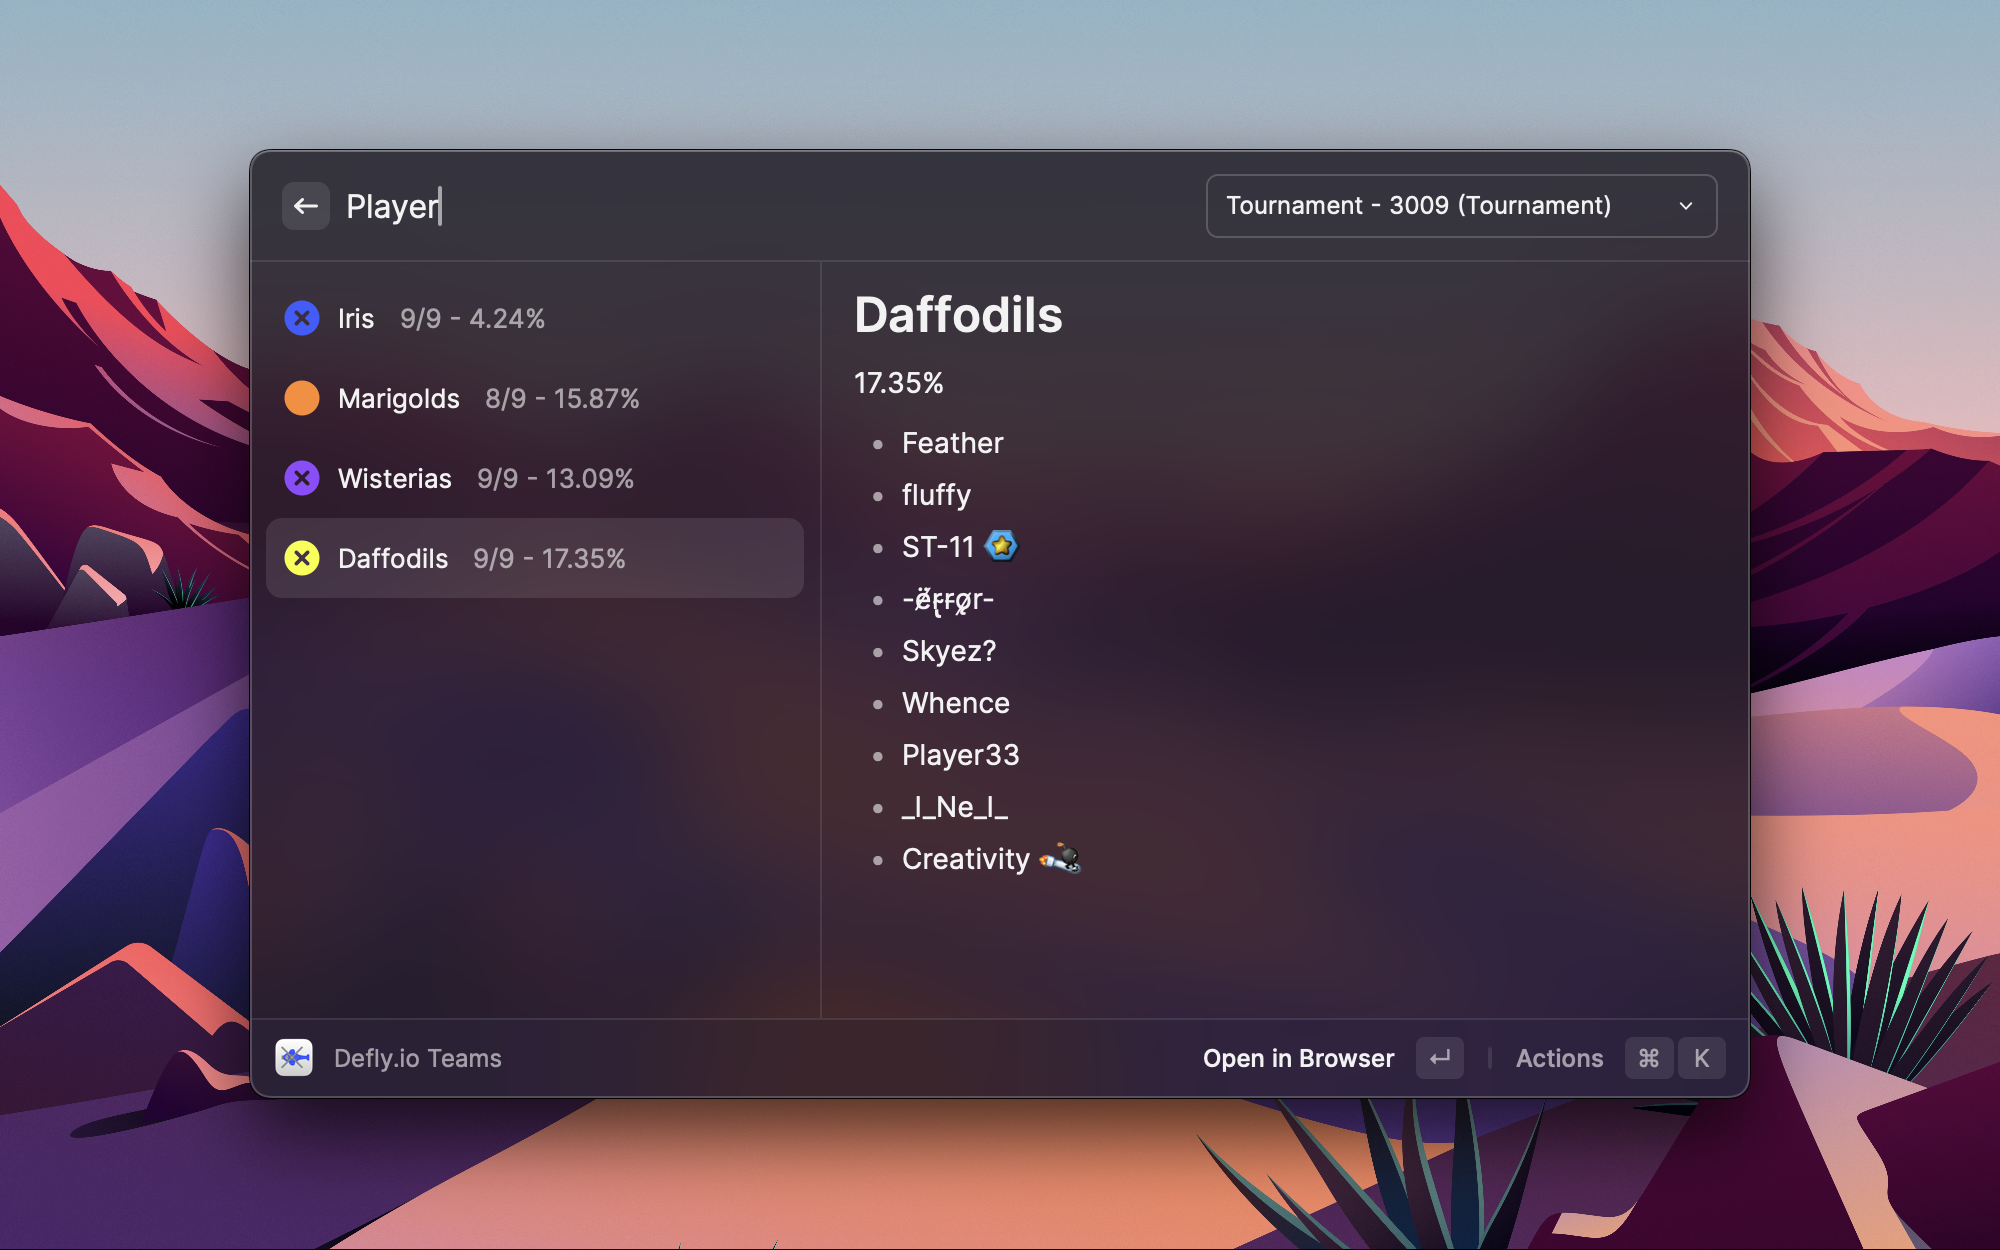 Player
Tournament - 3009 (Tournament)
Iris 9/9 - 4.24%
Marigolds 8/9 - 15.87%
Wisterias 9/9 - 13.09%
Daffodils 9/9 - 17.35%
Daffodils
17.35%
Feather
fluffy
ST-11
Skyez?
Whence
Player33
_I_Ne_I_
Creativity
Defly.io Teams
Open in Browser
Actions ⌘ K